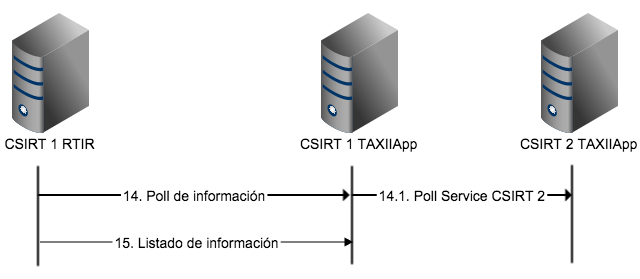 CSIRT 1 RTIR
CSIRT 1 TAXIIApp
CSIRT 2 TAXIIApp
14. Poll de información
14.1. Poll Service CSIRT 2
15. Listado de información